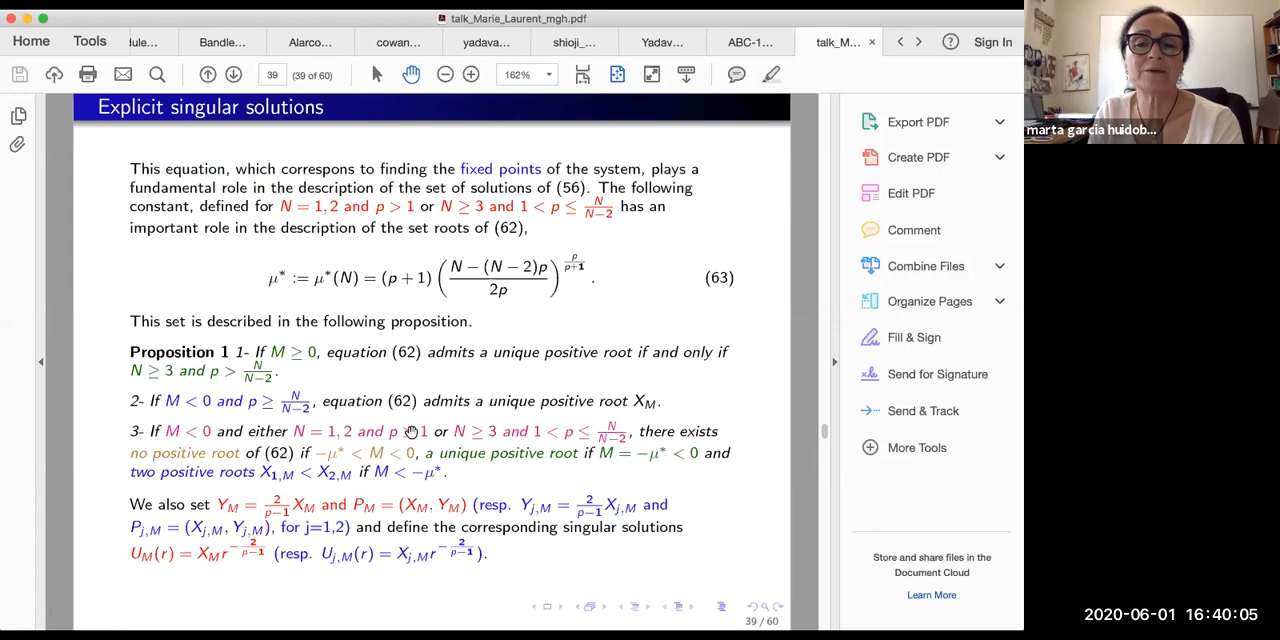 talk_Marie_Laurent_mgh.pdf
Home Tools dule... Bandle... Alarco... cowan... yadava... shioji_... Yadav... ABC-1... talk_M... × Sign In
39 (39 of 60) 162%
Explicit singular solutions
This equation, which correspons to finding the fixed points of the system, plays a
fundamental role in the description of the set of solutions of (56). The following
constant, defined for N = 1, 2 and p > 1 or N ≥ 3 and 1 < p ≤ N/(N−2) has an
important role in the description of the set roots of (62),
μ* := μ*(N) = (p + 1) ( (N − (N − 2)p) / 2p )^(p/(p+1)) . (63)
This set is described in the following proposition.
Proposition 1 1- If M ≥ 0, equation (62) admits a unique positive root if and only if
N ≥ 3 and p > N/(N−2).
2- If M < 0 and p ≥ N/(N−2), equation (62) admits a unique positive root X_M.
3- If M < 0 and either N = 1, 2 and p > 1 or N ≥ 3 and 1 < p ≤ N/(N−2), there exists
no positive root of (62) if −μ* < M < 0, a unique positive root if M = −μ* < 0 and
two positive roots X_{1,M} < X_{2,M} if M < −μ*.
We also set Y_M = 2/(p−1) X_M and P_M = (X_M, Y_M) (resp. Y_{j,M} = 2/(p−1) X_{j,M} and
P_{j,M} = (X_{j,M}, Y_{j,M}), for j=1,2) and define the corresponding singular solutions
U_M(r) = X_M r^{−2/(p−1)} (resp. U_{j,M}(r) = X_{j,M} r^{−2/(p−1)}).
39 / 60
Export PDF
Create PDF
Edit PDF
Comment
Combine Files
Organize Pages
Fill & Sign
Send for Signature
Send & Track
More Tools
Store and share files in the
Document Cloud
Learn More
marta garcia huidob...
2020-06-01 16:40:05